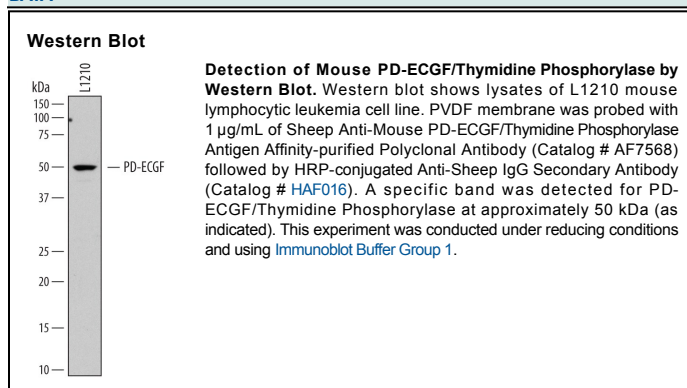 Western Blot
kDa
L1210
150
100
75
50
PD-ECGF
37
25
20
15
10
Detection of Mouse PD-ECGF/Thymidine Phosphorylase by
Western Blot. Western blot shows lysates of L1210 mouse
lymphocytic leukemia cell line. PVDF membrane was probed with
1 µg/mL of Sheep Anti-Mouse PD-ECGF/Thymidine Phosphorylase
Antigen Affinity-purified Polyclonal Antibody (Catalog # AF7568)
followed by HRP-conjugated Anti-Sheep IgG Secondary Antibody
(Catalog # HAF016). A specific band was detected for PD-
ECGF/Thymidine Phosphorylase at approximately 50 kDa (as
indicated). This experiment was conducted under reducing conditions
and using Immunoblot Buffer Group 1.